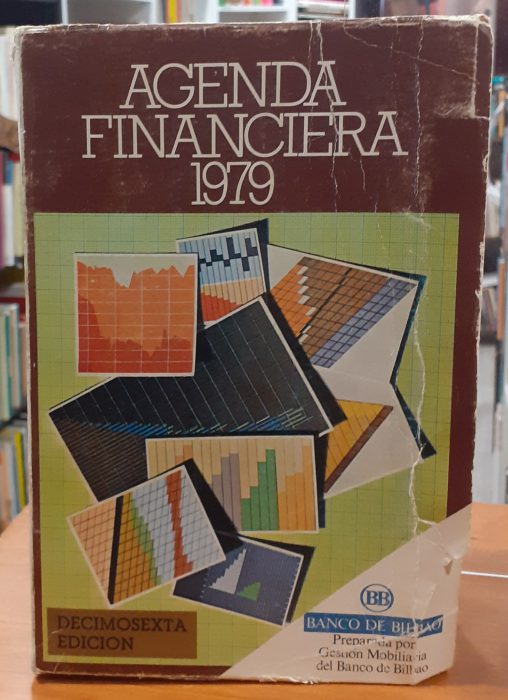 AGENDA
FINANCIERA
1979
DECIMOSEXTA
EDICION
BB
BANCO DE BILBAO
Preparada por
Gestión Mobiliaria
del Banco de Bilbao